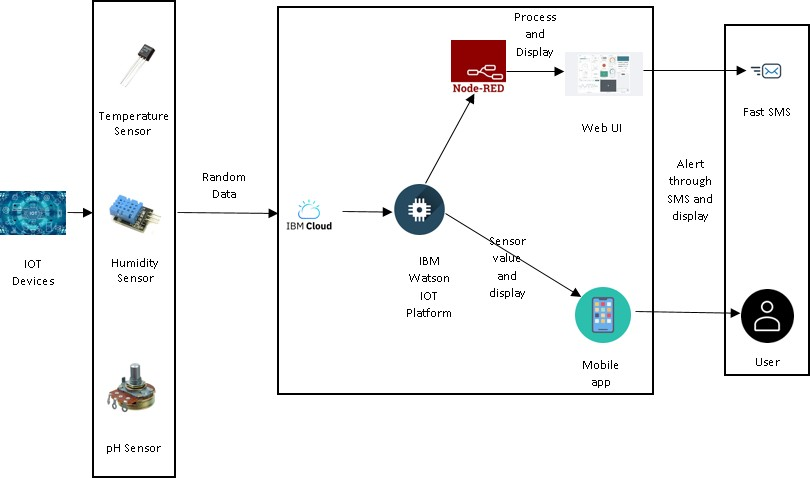 Temperature
Sensor
Humidity
Sensor
pH Sensor
IOT
IOT
Devices
Random
Data
IBM Cloud
IBM
Watson
IOT
Platform
Node-RED
Process
and
Display
Web UI
Sensor
value
and
display
Mobile
app
Alert
through
SMS and
display
Fast SMS
User